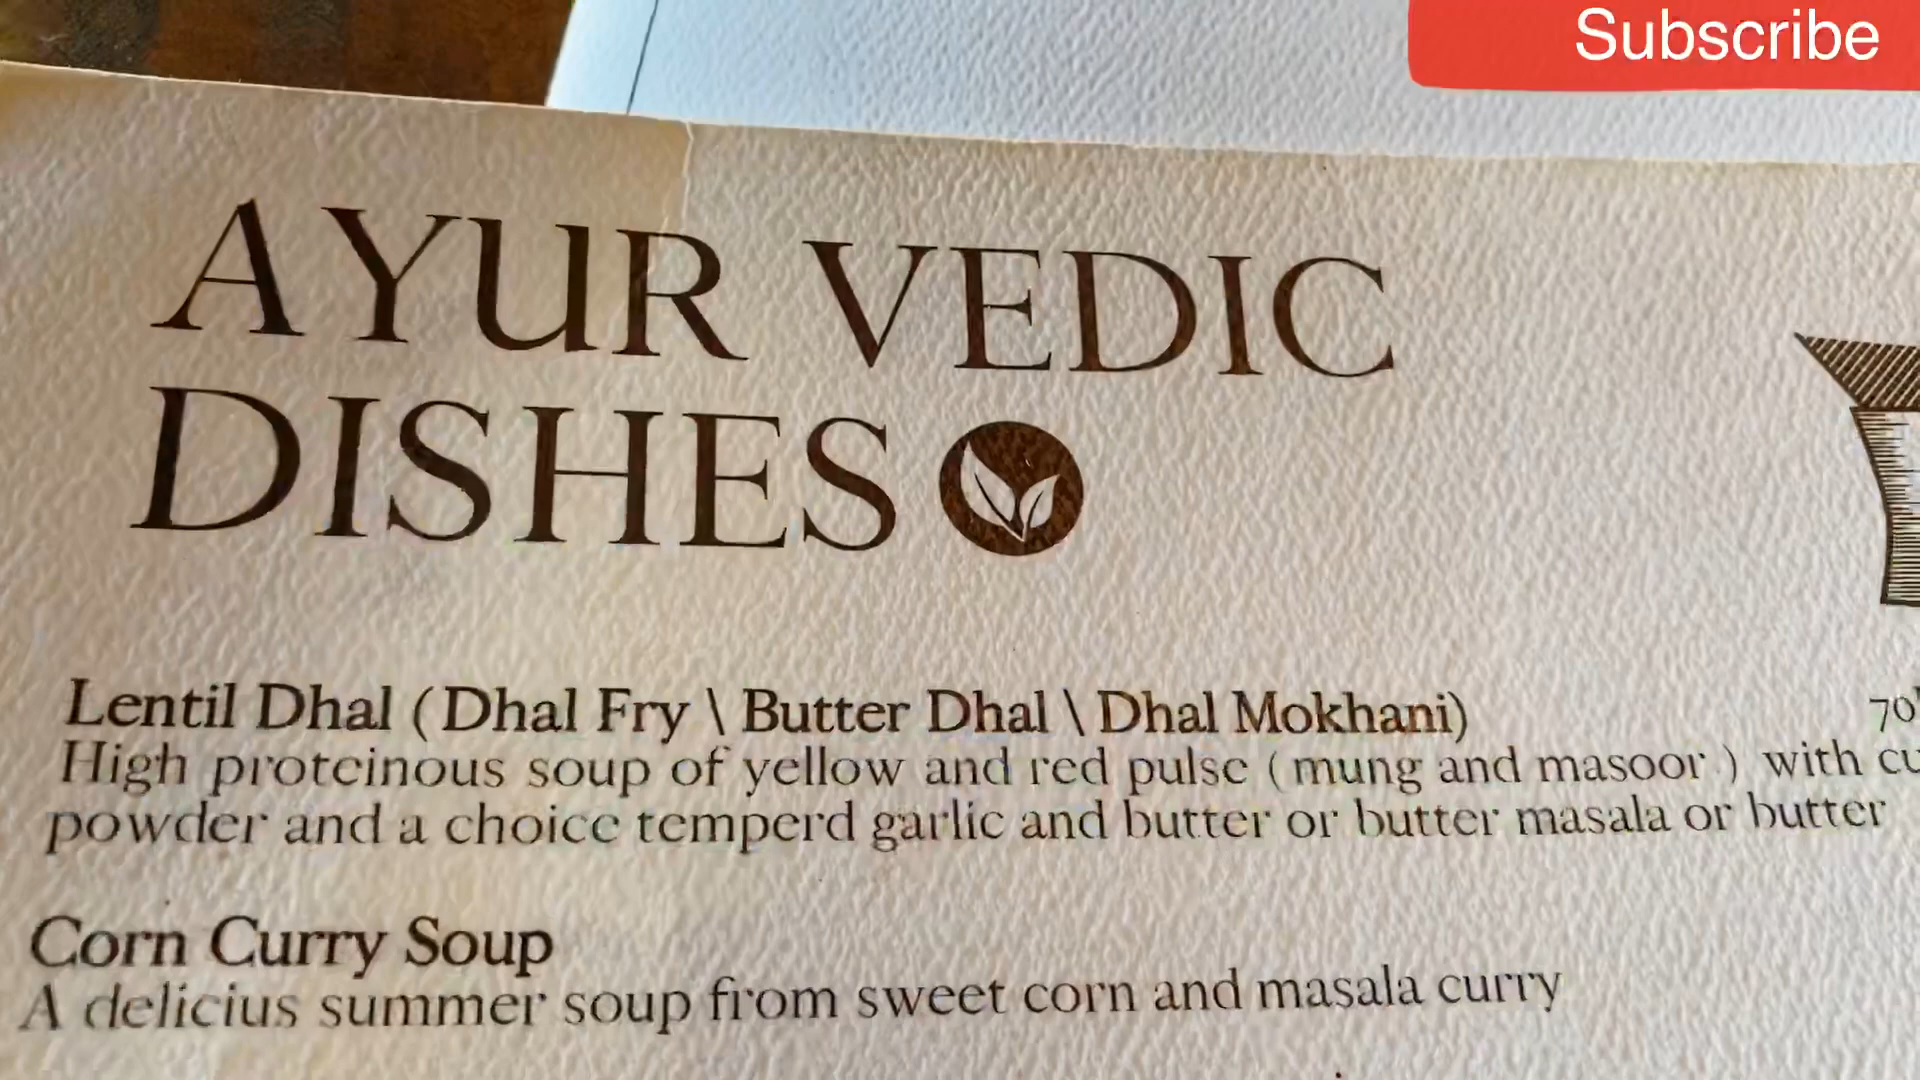 Subscribe
AYUR VEDIC
DISHES
Lentil Dhal (Dhal Fry \ Butter Dhal \ Dhal Mokhani)
High proteinous soup of yellow and red pulse ( mung and masoor ) with
powder and a choice temperd garlic and butter or butter masala or butter
Corn Curry Soup
A delicius summer soup from sweet corn and masala curry